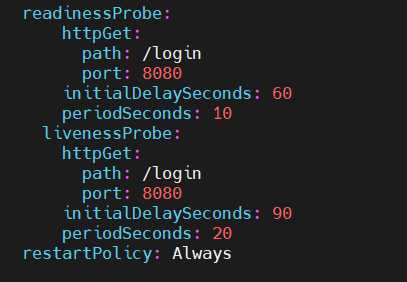 readinessProbe:
    httpGet:
      path: /login
      port: 8080
    initialDelaySeconds: 60
    periodSeconds: 10
  livenessProbe:
    httpGet:
      path: /login
      port: 8080
    initialDelaySeconds: 90
    periodSeconds: 20
restartPolicy: Always